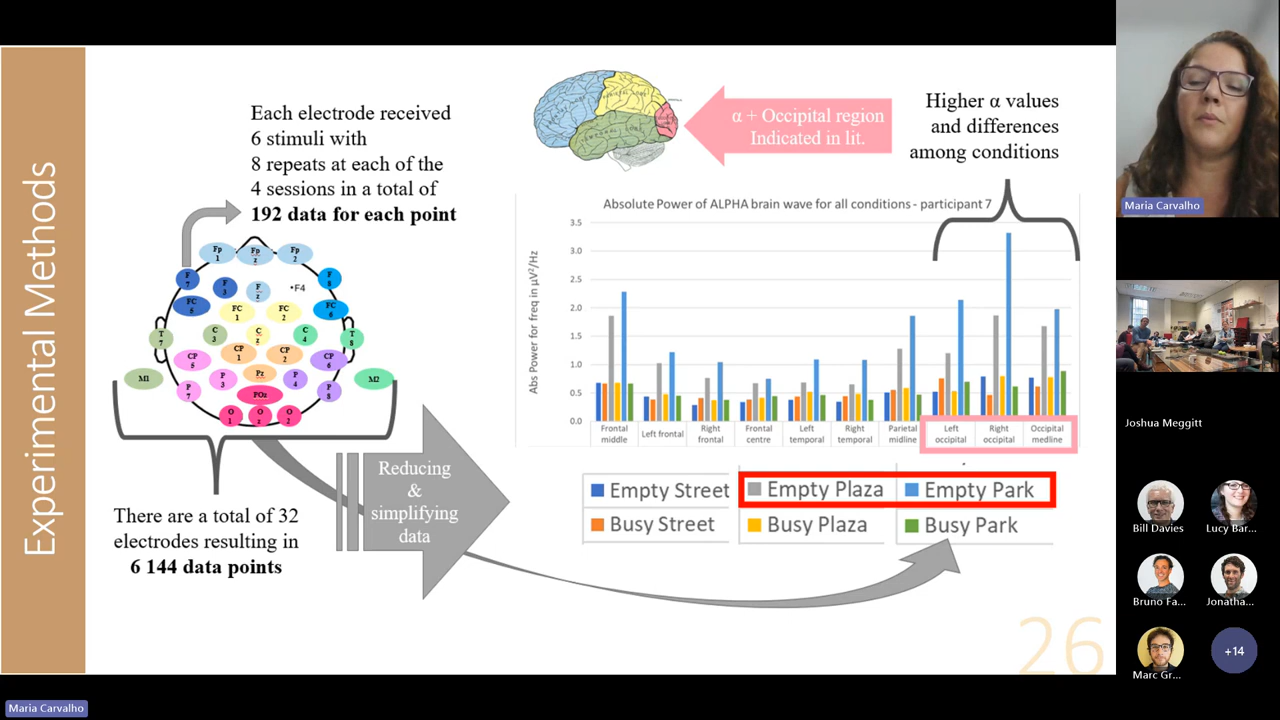 Experimental Methods
Each electrode received
6 stimuli with
8 repeats at each of the
4 sessions in a total of
192 data for each point
Fp
1
Fp
z
Fp
2
F
7
F
3
F
z
•F4
F
8
FC
5
FC
1
FC
2
FC
6
T
7
C
3
C
z
C
4
T
8
CP
5
CP
1
CP
2
CP
6
M1
P
7
P
3
Pz
P
4
P
8
M2
POz
O
1
O
z
O
2
There are a total of 32
electrodes resulting in
6 144 data points
Reducing
&
simplifying
data
α + Occipital region
Indicated in lit.
Higher α values
and differences
among conditions
Absolute Power of ALPHA brain wave for all conditions - participant 7
Abs Power for freq in µV²/Hz
3.5
3.0
2.5
2.0
1.5
1.0
0.5
0.0
Frontal
middle
Left frontal
Right
frontal
Frontal
centre
Left
temporal
Right
temporal
Parietal
midline
Left
occipital
Right
occipital
Occipital
medline
Empty Street
Empty Plaza
Empty Park
Busy Street
Busy Plaza
Busy Park
26
Maria Carvalho
Maria Carvalho
Joshua Meggitt
Bill Davies
Lucy Bar...
Bruno Fa...
Jonatha...
Marc Gr...
+14